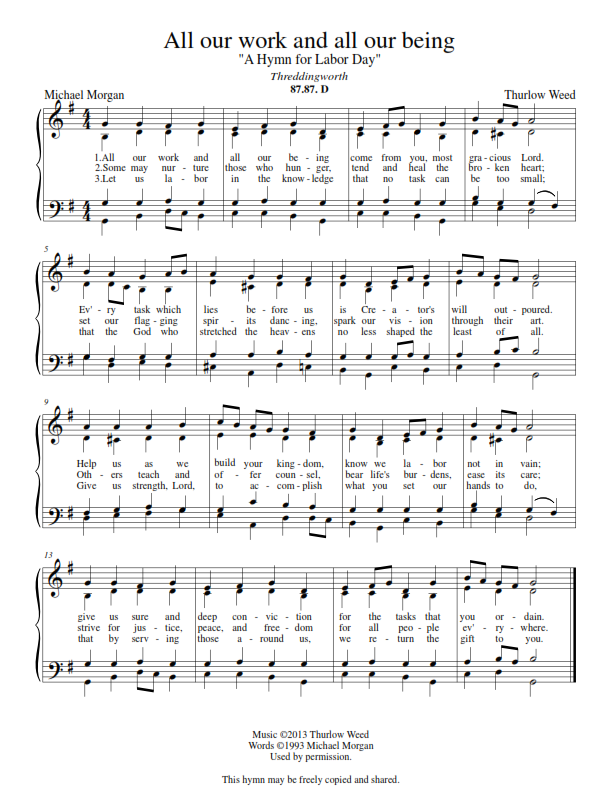 All our work and all our being
"A Hymn for Labor Day"
Threddingworth
87.87. D
Michael Morgan
Thurlow Weed
1.All our work and all our be - ing come from you, most gra - cious Lord.
2.Some may nur - ture those who hun - ger, tend and heal the bro - ken heart;
3.Let us la - bor in the know - ledge that no task can be too small;
5
Ev' - ry task which lies be - fore us is Cre - a - tor's will out - poured.
set our flag - ging spir - its danc - ing, spark our vis - ion through their art.
that the God who stretched the heav - ens no less shaped the least of all.
9
Help us as we build your king - dom, know we la - bor not in vain;
Oth - ers teach and of - fer coun - sel, bear life's bur - dens, ease its care;
Give us strength, Lord, to ac - com - plish what you set our hands to do,
13
give us sure and deep con - vic - tion for the tasks that you or - dain.
strive for jus - tice, peace, and free - dom for all peo - ple ev' - ry - where.
that by serv - ing those a - round us, we re - turn the gift to you.
Music ©2013 Thurlow Weed
Words ©1993 Michael Morgan
Used by permission.
This hymn may be freely copied and shared.